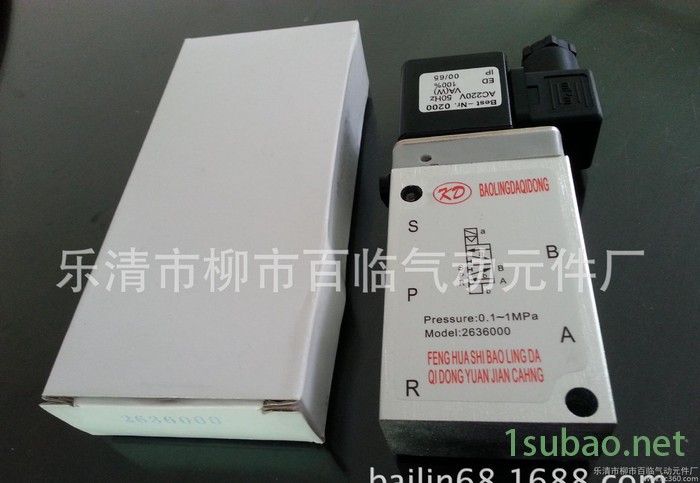 Best-Nr. 0200
AC220V 50Hz
VA(W)
ED 100%
IP 00/65
KD BAOLINGDAQIDONG
S
P
R
B
A
a
B
A
Pressure:0.1~1MPa
Model:2636000
FENG HUA SHI BAO LING DA
QI DONG YUAN JIAN CAHNG
2636000
乐清市柳市百临气动元件厂
1subao.net
乐清市柳市百临气动元件厂
bailin68.1688.com